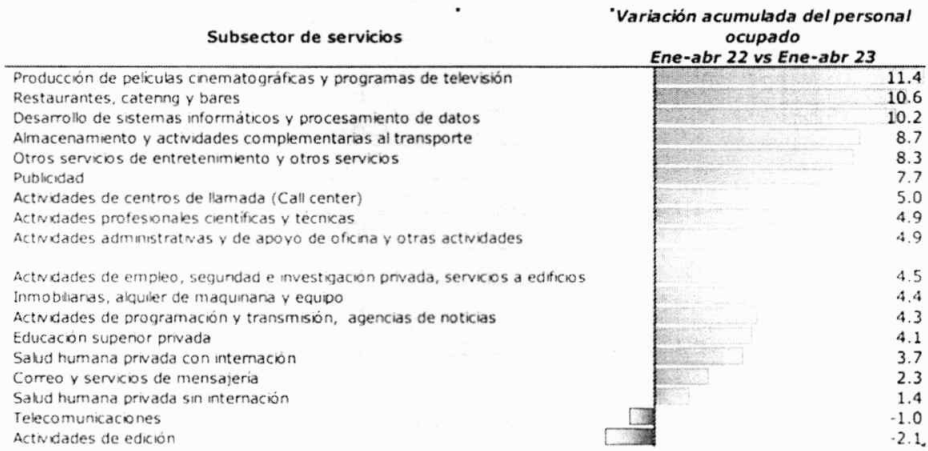 Subsector de servicios
Variación acumulada del personal
ocupado
Ene-abr 22 vs Ene-abr 23
Producción de películas cinematográficas y programas de televisión 11.4
Restaurantes, catering y bares 10.6
Desarrollo de sistemas informáticos y procesamiento de datos 10.2
Almacenamiento y actividades complementarias al transporte 8.7
Otros servicios de entretenimiento y otros servicios 8.3
Publicidad 7.7
Actividades de centros de llamada (Call center) 5.0
Actividades profesionales científicas y técnicas 4.9
Actividades administrativas y de apoyo de oficina y otras actividades 4.9
Actividades de empleo, seguridad e investigación privada, servicios a edificios 4.5
Inmobiliarias, alquiler de maquinaria y equipo 4.4
Actividades de programación y transmisión, agencias de noticias 4.3
Educación superior privada 4.1
Salud humana privada con internación 3.7
Correo y servicios de mensajería 2.3
Salud humana privada sin internación 1.4
Telecomunicaciones -1.0
Actividades de edición -2.1